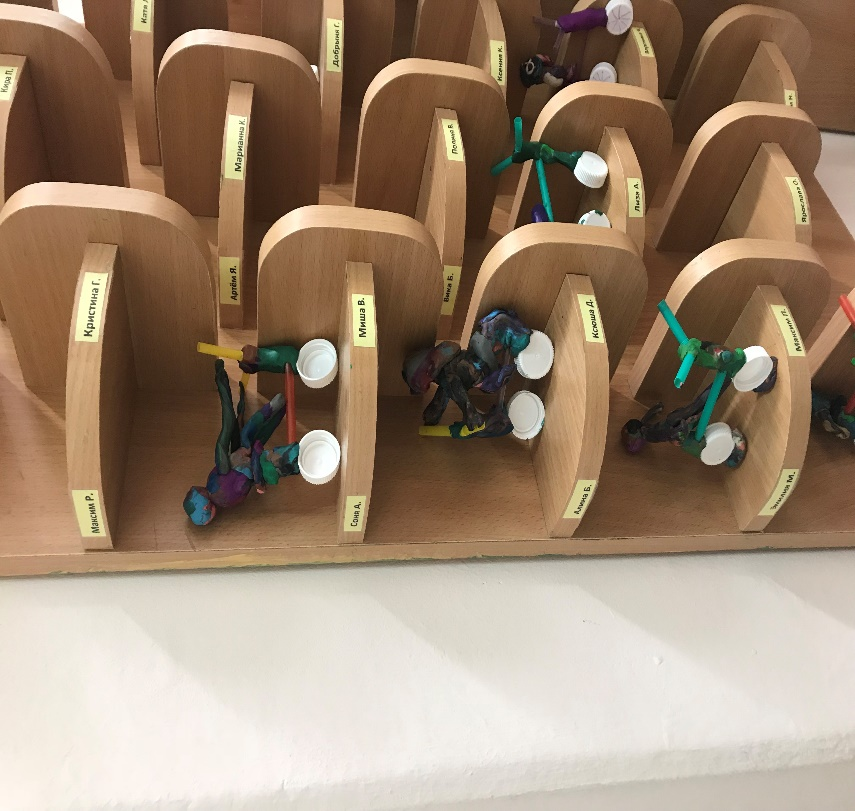 Катя
Добрыня Г.
Ксения К.
Кира П.
Марианна К.
Полина В.
Лиза А.
Ярослава Л.
Артём Я.
Вика Б.
Кристина Г.
Миша В.
Ксюша Д.
Максим Л.
Максим Р.
Соня Д.
Алина Б.
Эмилия М.